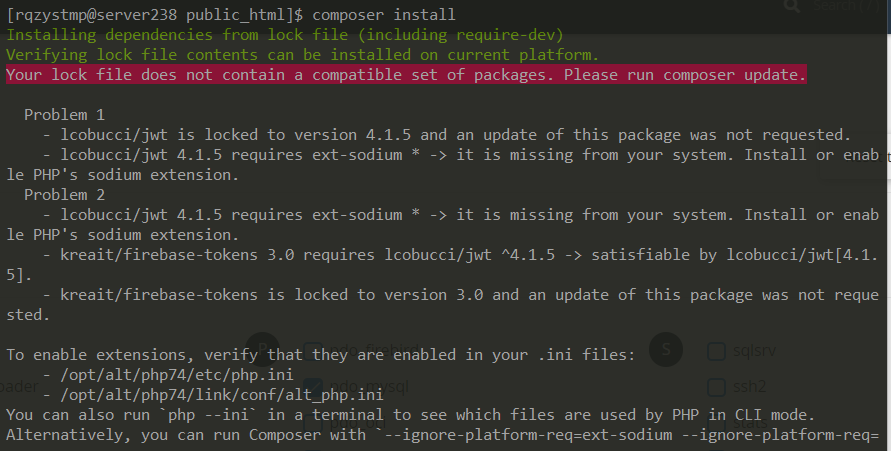 [rqzystmp@server238 public_html]$ composer install
Installing dependencies from lock file (including require-dev)
Verifying lock file contents can be installed on current platform.
Your lock file does not contain a compatible set of packages. Please run composer update.
Problem 1
- lcobucci/jwt is locked to version 4.1.5 and an update of this package was not requested.
- lcobucci/jwt 4.1.5 requires ext-sodium * -> it is missing from your system. Install or enab
le PHP's sodium extension.
Problem 2
- lcobucci/jwt 4.1.5 requires ext-sodium * -> it is missing from your system. Install or enab
le PHP's sodium extension.
- kreait/firebase-tokens 3.0 requires lcobucci/jwt ^4.1.5 -> satisfiable by lcobucci/jwt[4.1.
5].
- kreait/firebase-tokens is locked to version 3.0 and an update of this package was not reque
sted.
To enable extensions, verify that they are enabled in your .ini files:
- /opt/alt/php74/etc/php.ini
- /opt/alt/php74/link/conf/alt_php.ini
You can also run `php --ini` in a terminal to see which files are used by PHP in CLI mode.
Alternatively, you can run Composer with `--ignore-platform-req=ext-sodium --ignore-platform-req=
S
sqlsrv
ssh2
stats